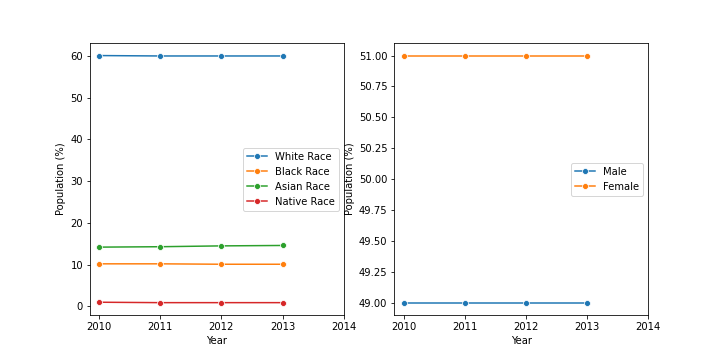 60
50
40
30
20
10
0
Population (%)
2010 2011 2012 2013 2014
Year
White Race
Black Race
Asian Race
Native Race
51.00
50.75
50.50
50.25
50.00
49.75
49.50
49.25
49.00
Population (%)
2010 2011 2012 2013 2014
Year
Male
Female